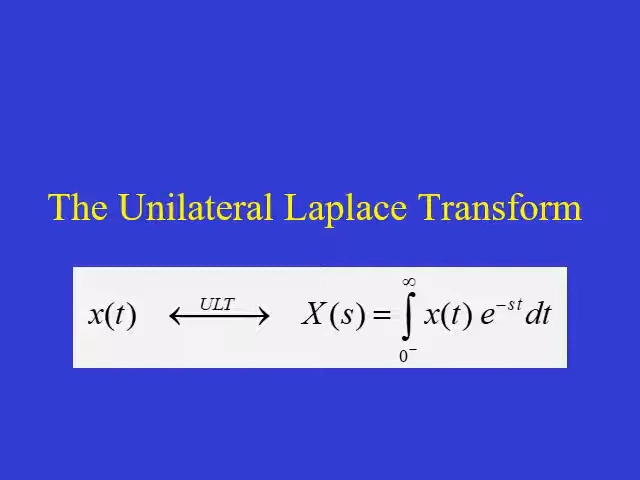 The Unilateral Laplace Transform
x(t) ⟷^{ULT} X(s) = ∫_{0⁻}^{∞} x(t) e^{−st} dt